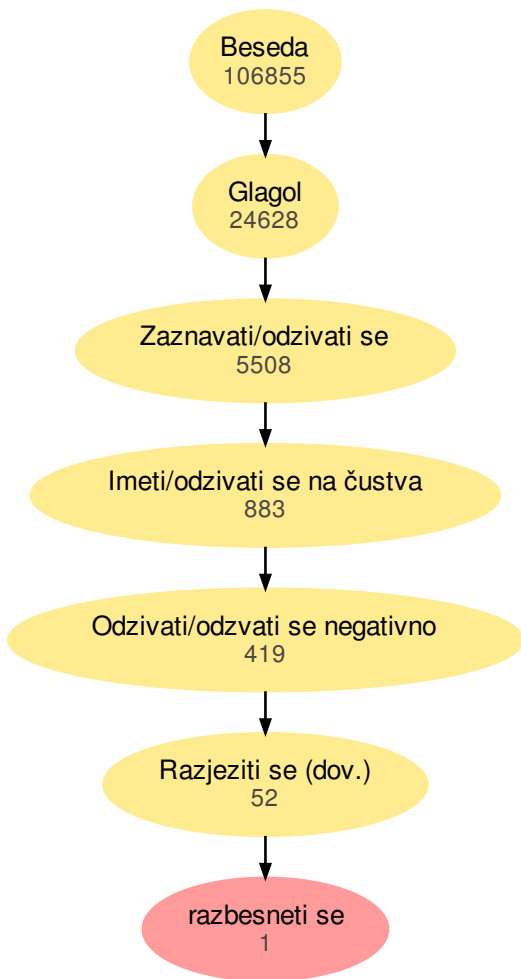 Beseda
106855
Glagol
24628
Zaznavati/odzivati se
5508
Imeti/odzivati se na čustva
883
Odzivati/odzvati se negativno
419
Razjeziti se (dov.)
52
razbesneti se
1